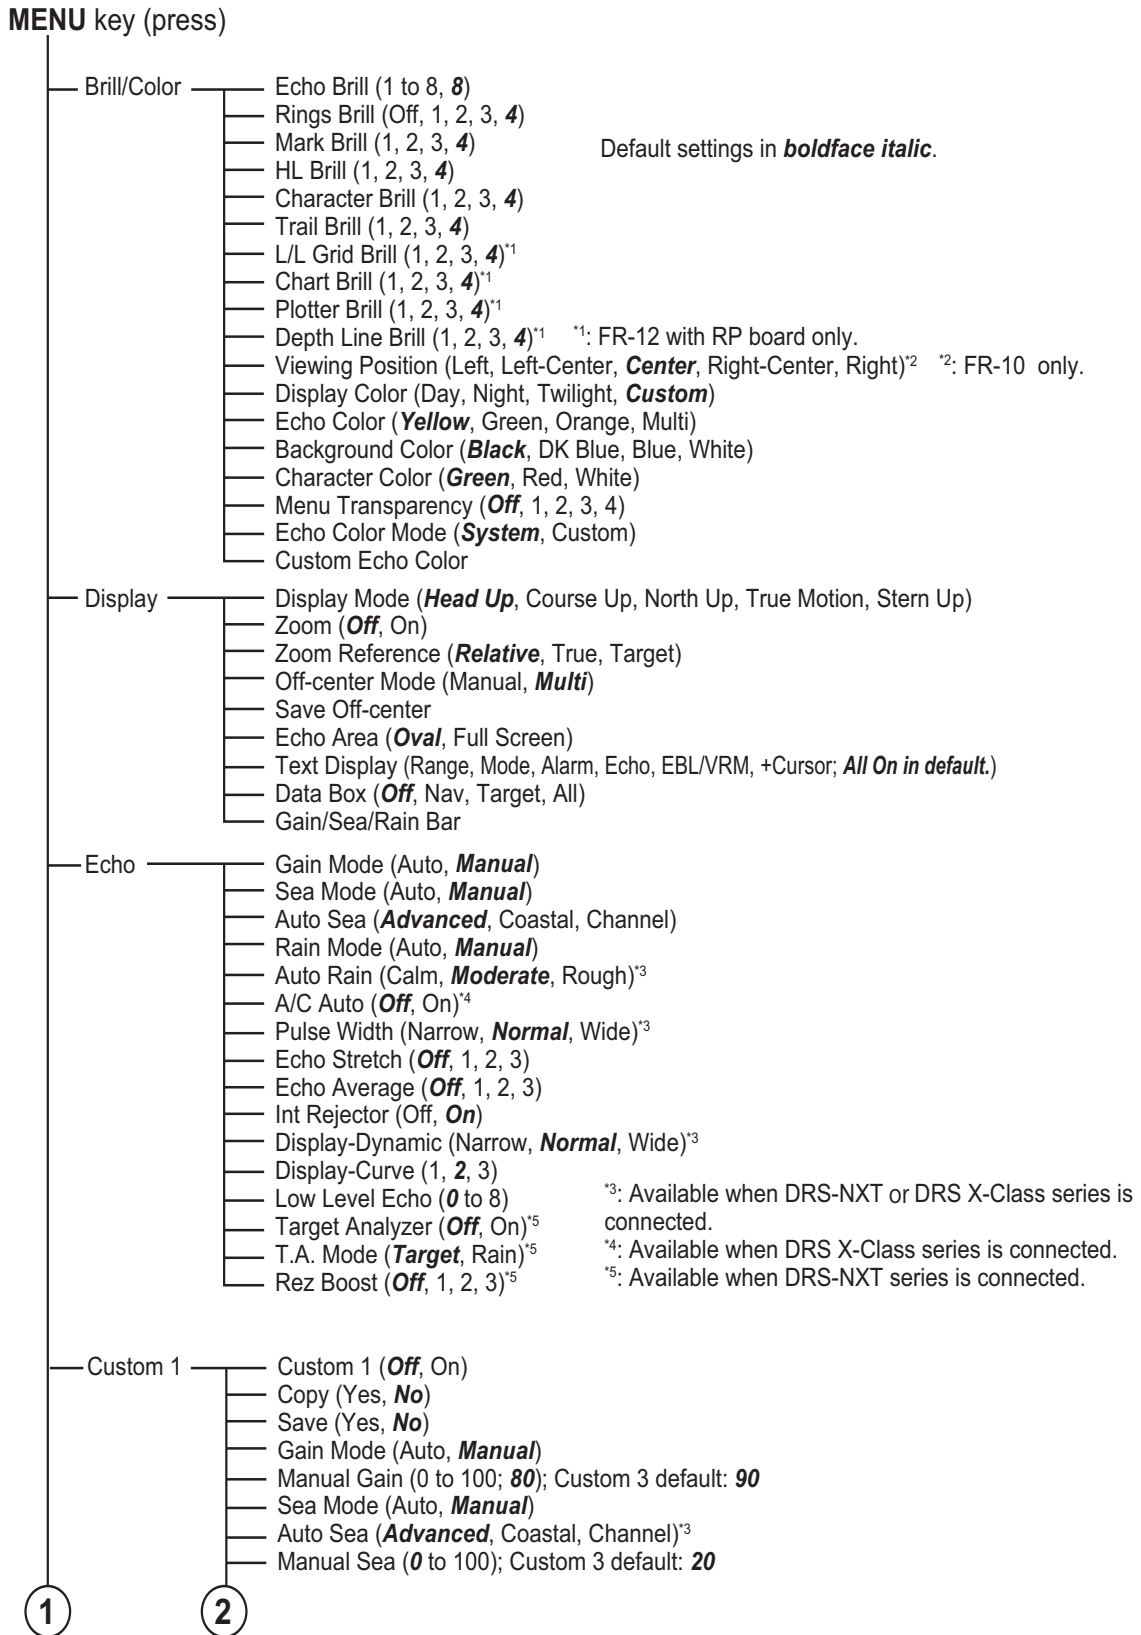 MENU key (press)
Brill/Color
Echo Brill (1 to 8, 8)
Rings Brill (Off, 1, 2, 3, 4)
Mark Brill (1, 2, 3, 4)
Default settings in boldface italic.
HL Brill (1, 2, 3, 4)
Character Brill (1, 2, 3, 4)
Trail Brill (1, 2, 3, 4)
L/L Grid Brill (1, 2, 3, 4)*1
Chart Brill (1, 2, 3, 4)*1
Plotter Brill (1, 2, 3, 4)*1
Depth Line Brill (1, 2, 3, 4)*1 *1: FR-12 with RP board only.
Viewing Position (Left, Left-Center, Center, Right-Center, Right)*2 *2: FR-10 only.
Display Color (Day, Night, Twilight, Custom)
Echo Color (Yellow, Green, Orange, Multi)
Background Color (Black, DK Blue, Blue, White)
Character Color (Green, Red, White)
Menu Transparency (Off, 1, 2, 3, 4)
Echo Color Mode (System, Custom)
Custom Echo Color
Display
Display Mode (Head Up, Course Up, North Up, True Motion, Stern Up)
Zoom (Off, On)
Zoom Reference (Relative, True, Target)
Off-center Mode (Manual, Multi)
Save Off-center
Echo Area (Oval, Full Screen)
Text Display (Range, Mode, Alarm, Echo, EBL/VRM, +Cursor; All On in default.)
Data Box (Off, Nav, Target, All)
Gain/Sea/Rain Bar
Echo
Gain Mode (Auto, Manual)
Sea Mode (Auto, Manual)
Auto Sea (Advanced, Coastal, Channel)
Rain Mode (Auto, Manual)
Auto Rain (Calm, Moderate, Rough)*3
A/C Auto (Off, On)*4
Pulse Width (Narrow, Normal, Wide)*3
Echo Stretch (Off, 1, 2, 3)
Echo Average (Off, 1, 2, 3)
Int Rejector (Off, On)
Display-Dynamic (Narrow, Normal, Wide)*3
Display-Curve (1, 2, 3)
Low Level Echo (0 to 8)
Target Analyzer (Off, On)*5
T.A. Mode (Target, Rain)*5
Rez Boost (Off, 1, 2, 3)*5
*3: Available when DRS-NXT or DRS X-Class series is
connected.
*4: Available when DRS X-Class series is connected.
*5: Available when DRS-NXT series is connected.
Custom 1
Custom 1 (Off, On)
Copy (Yes, No)
Save (Yes, No)
Gain Mode (Auto, Manual)
Manual Gain (0 to 100; 80); Custom 3 default: 90
Sea Mode (Auto, Manual)
Auto Sea (Advanced, Coastal, Channel)*3
Manual Sea (0 to 100); Custom 3 default: 20
1
2